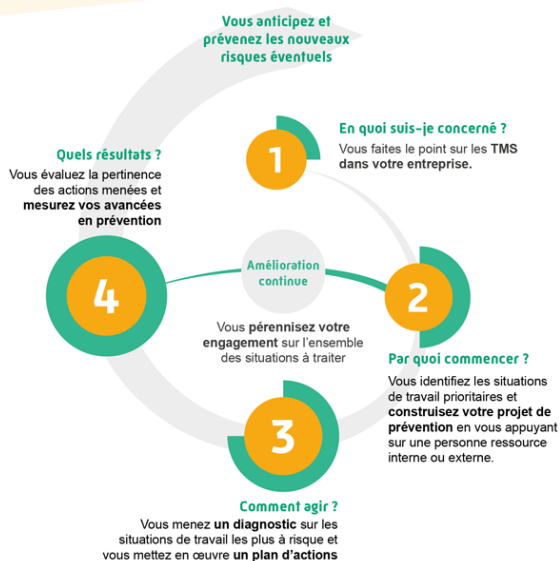 Vous anticipez et
prévenez les nouveaux
risques éventuels
1
En quoi suis-je concerné ?
Vous faites le point sur les TMS
dans votre entreprise.
Quels résultats ?
Vous évaluez la pertinence
des actions menées et
mesurez vos avancées
en prévention
4
Amélioration
continue
Vous pérennisez votre
engagement sur l'ensemble
des situations à traiter
2
Par quoi commencer ?
Vous identifiez les situations
de travail prioritaires et
construisez votre projet de
prévention en vous appuyant
sur une personne ressource
interne ou externe.
3
Comment agir ?
Vous menez un diagnostic sur les
situations de travail les plus à risque et
vous mettez en œuvre un plan d'actions